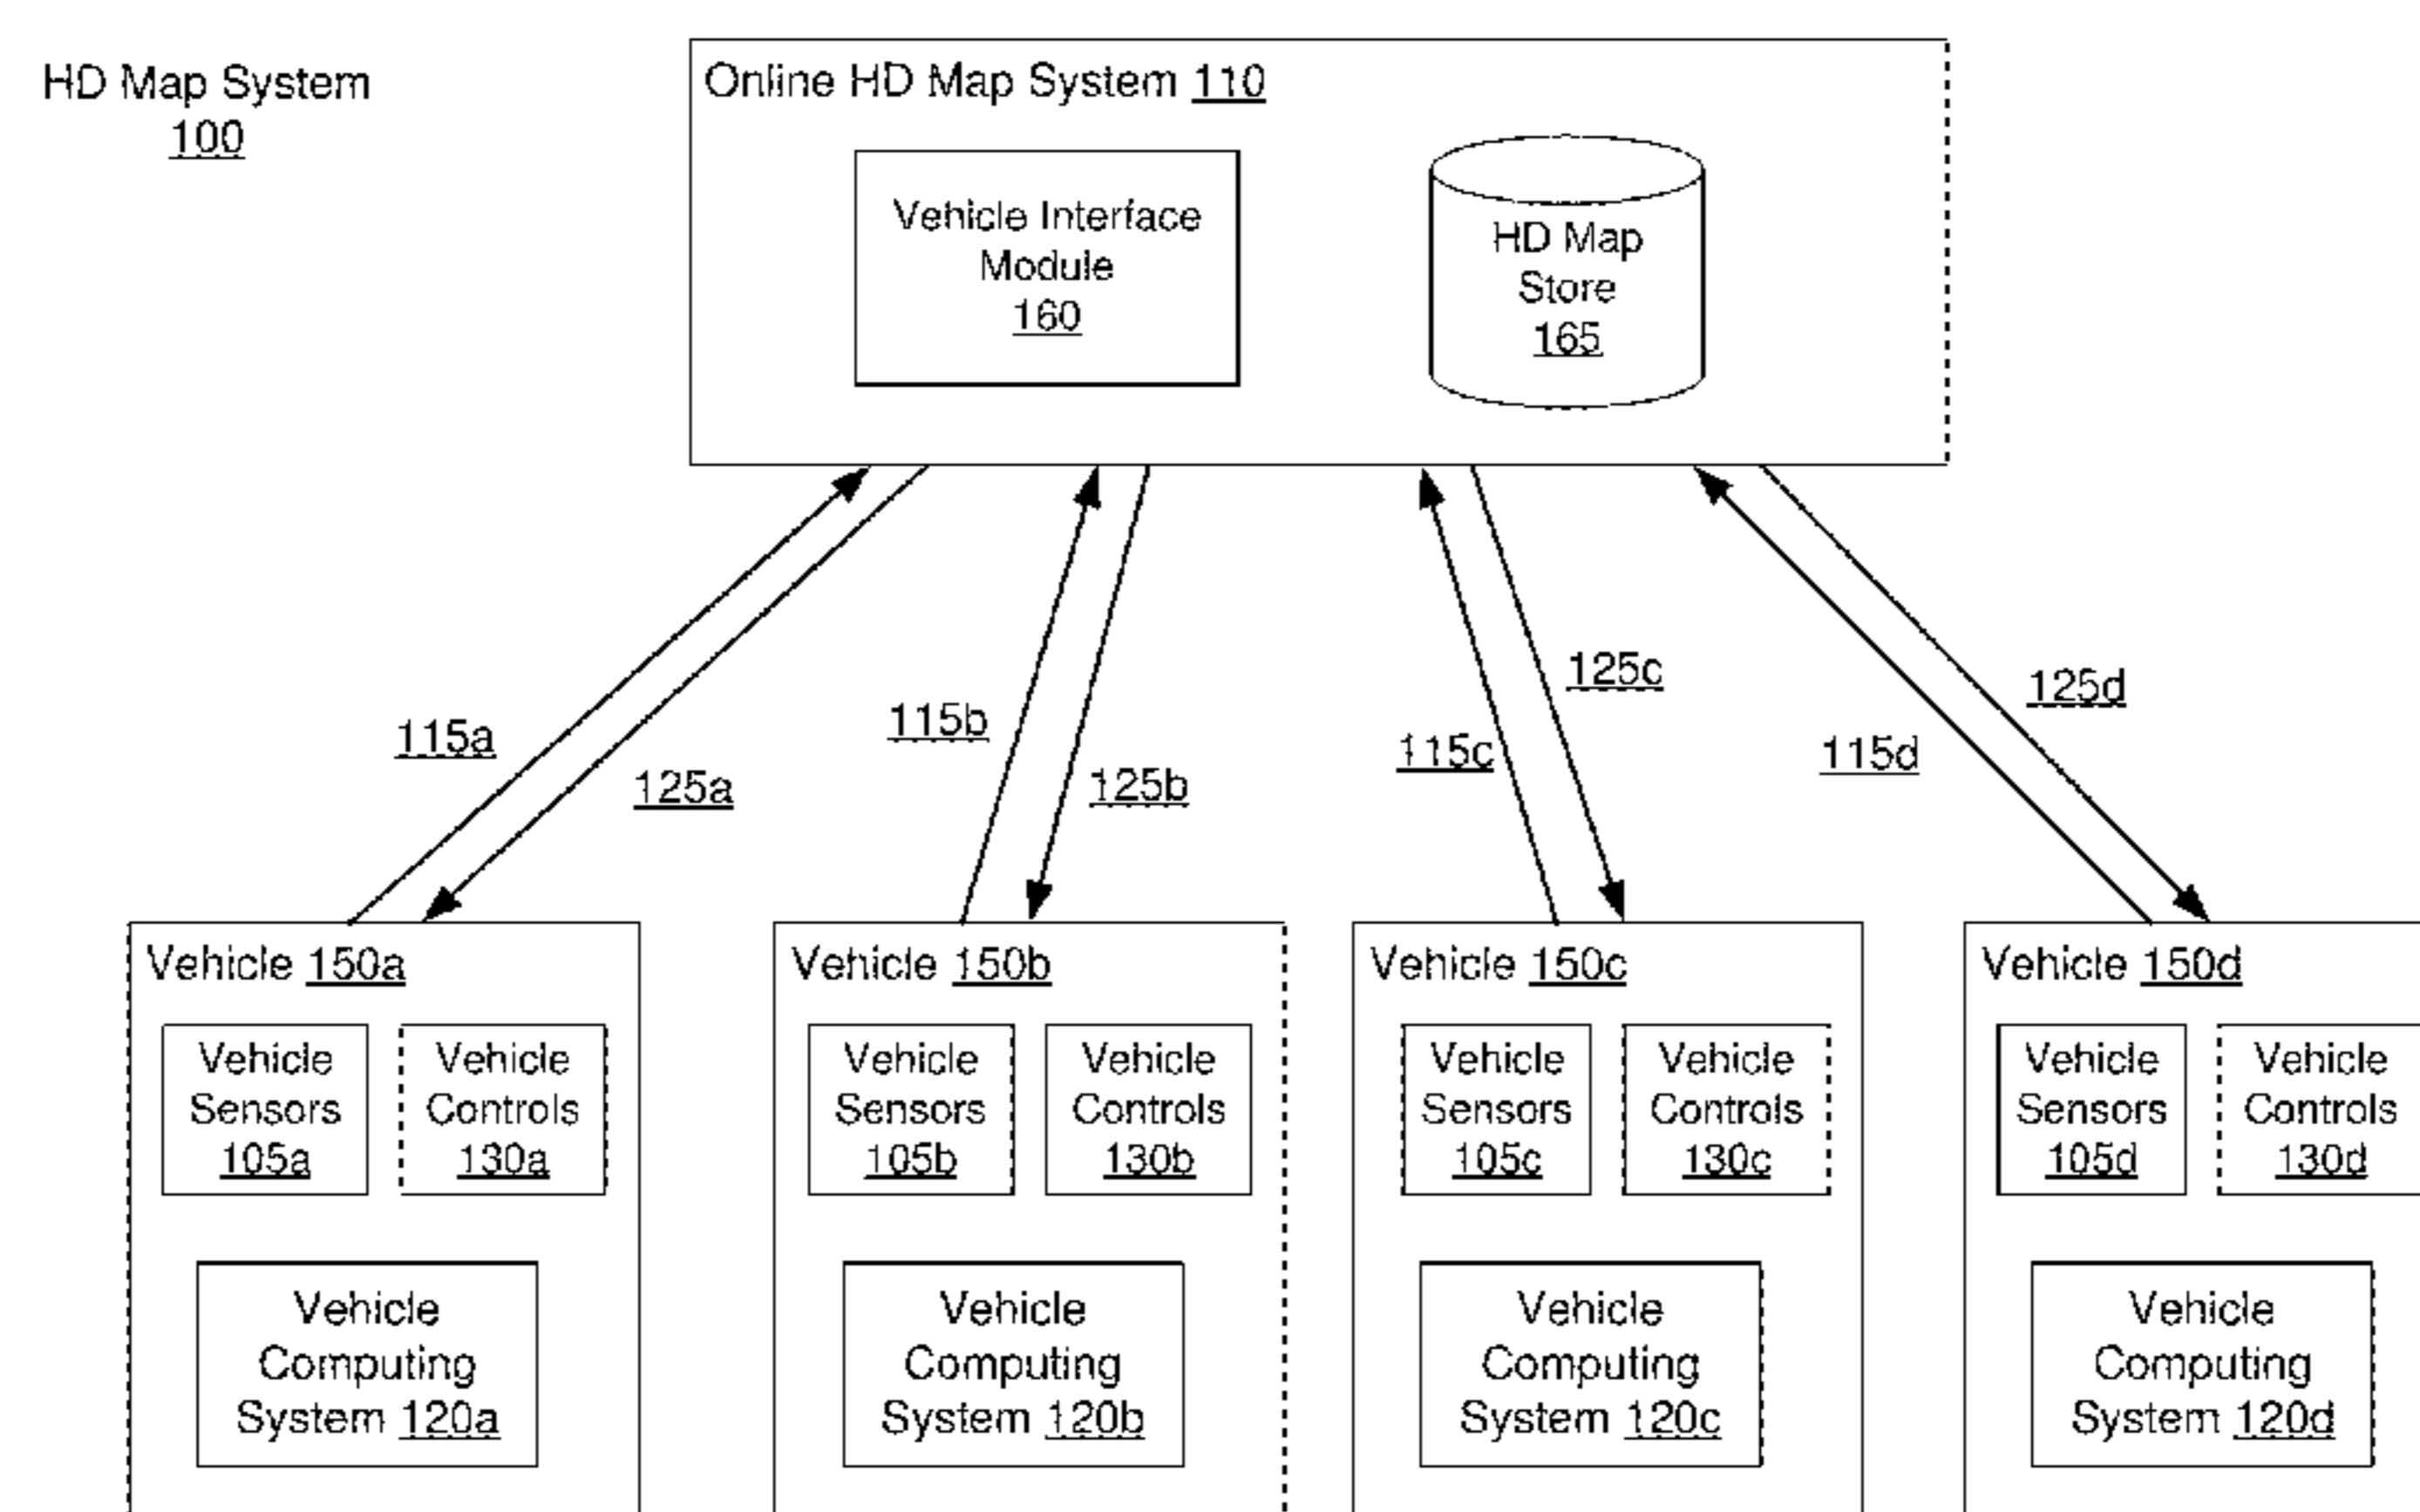 HD Map System
100
Online HD Map System 110
Vehicle Interface
Module
160
HD Map
Store
165
115a
125a
115b
125b
115c
125c
115d
125d
Vehicle 150a
Vehicle
Sensors
105a
Vehicle
Controls
130a
Vehicle
Computing
System 120a
Vehicle 150b
Vehicle
Sensors
105b
Vehicle
Controls
130b
Vehicle
Computing
System 120b
Vehicle 150c
Vehicle
Sensors
105c
Vehicle
Controls
130c
Vehicle
Computing
System 120c
Vehicle 150d
Vehicle
Sensors
105d
Vehicle
Controls
130d
Vehicle
Computing
System 120d